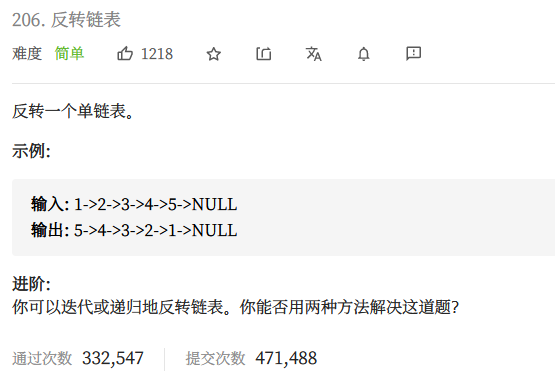 206. 反转链表
难度 简单 1218
反转一个单链表。
示例:
输入: 1->2->3->4->5->NULL
输出: 5->4->3->2->1->NULL
进阶:
你可以迭代或递归地反转链表。你能否用两种方法解决这道题？
通过次数 332,547 提交次数 471,488